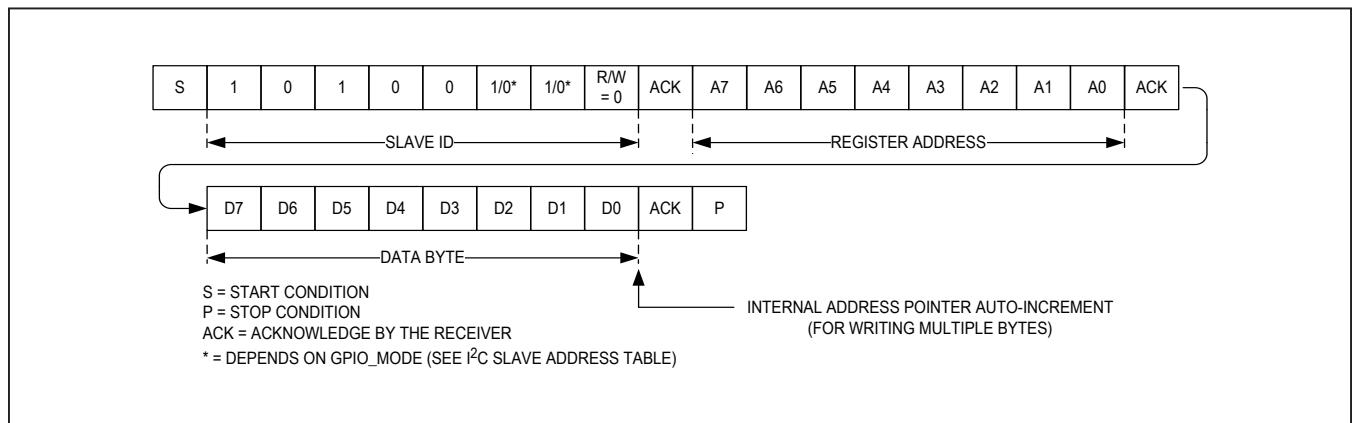 S 1 0 1 0 0 1/0* 1/0* R/W = 0 ACK A7 A6 A5 A4 A3 A2 A1 A0 ACK
SLAVE ID REGISTER ADDRESS
D7 D6 D5 D4 D3 D2 D1 D0 ACK P
DATA BYTE
S = START CONDITION
P = STOP CONDITION
ACK = ACKNOWLEDGE BY THE RECEIVER
* = DEPENDS ON GPIO_MODE (SEE I²C SLAVE ADDRESS TABLE)
INTERNAL ADDRESS POINTER AUTO-INCREMENT
(FOR WRITING MULTIPLE BYTES)